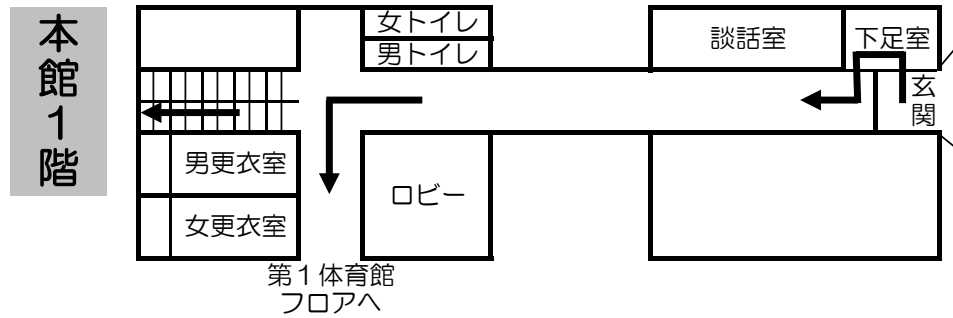 本館1階
女トイレ
男トイレ
談話室
下足室
玄関
男更衣室
女更衣室
ロビー
第1体育館
フロアへ